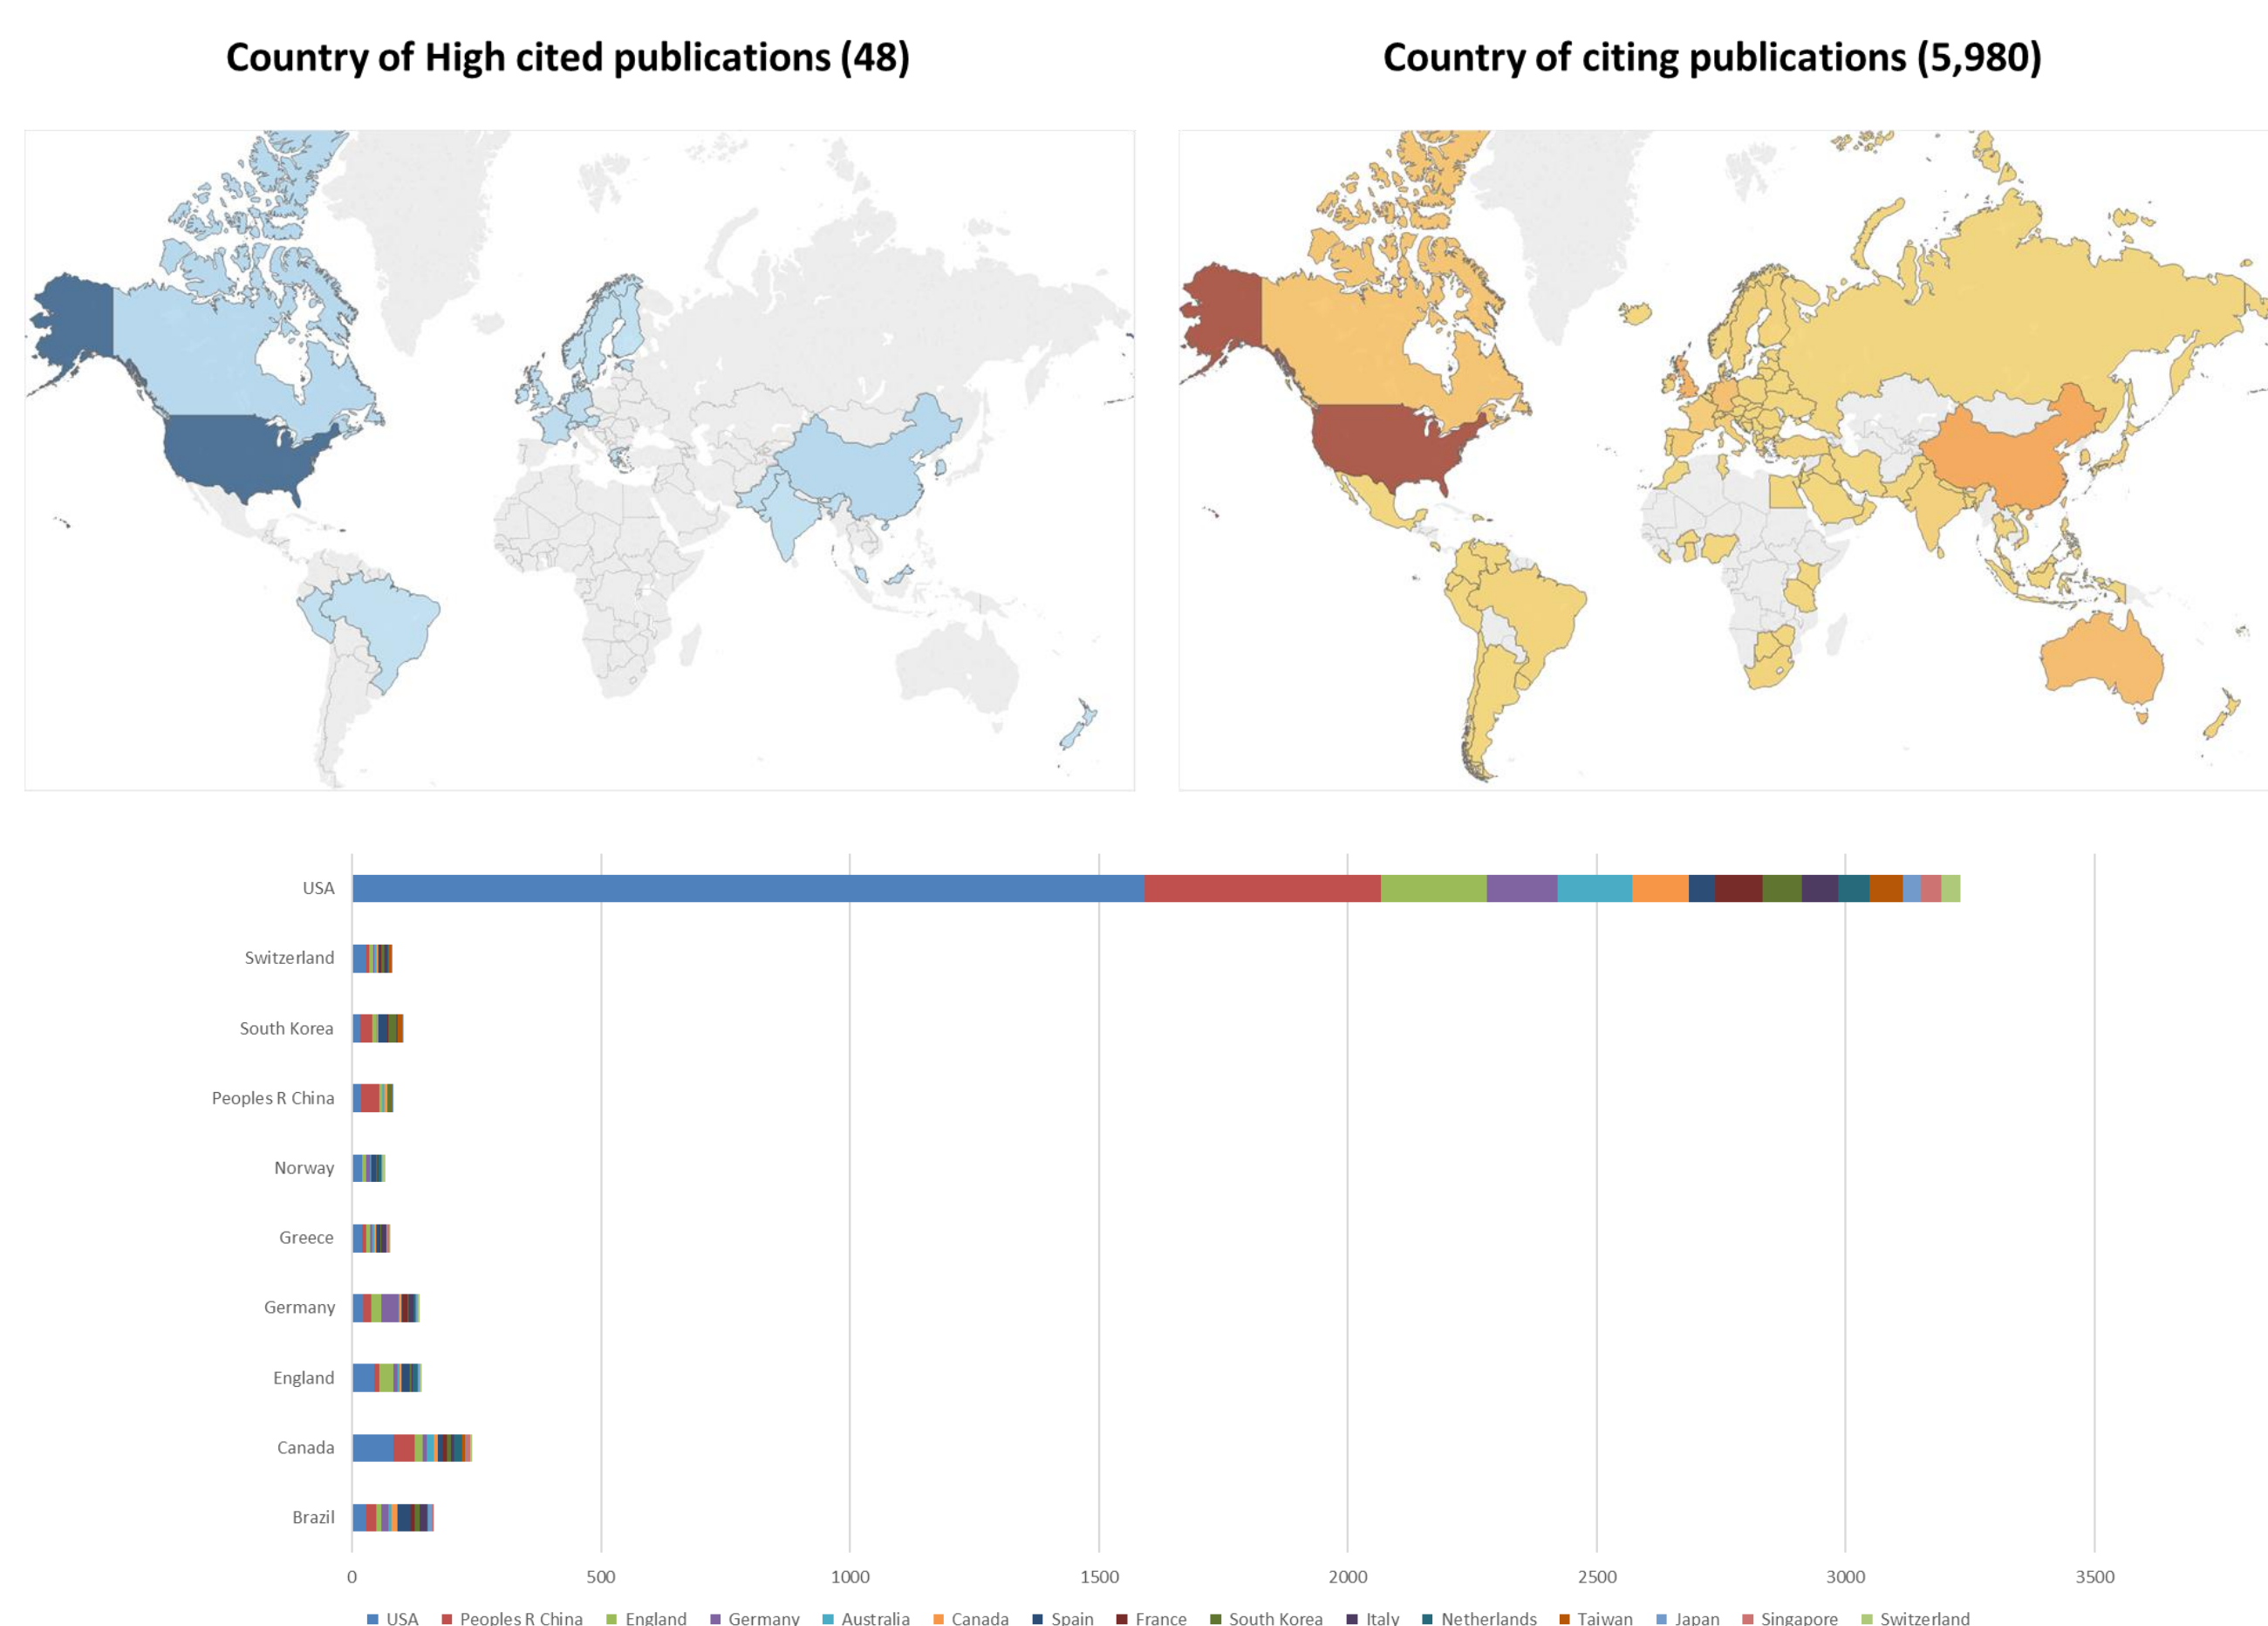 Country of High cited publications (48)
Country of citing publications (5,980)
USA
Switzerland
South Korea
Peoples R China
Norway
Greece
Germany
England
Canada
Brazil
0 500 1000 1500 2000 2500 3000 3500
USA Peoples R China England Germany Australia Canada Spain France South Korea Italy Netherlands Taiwan Japan Singapore Switzerland